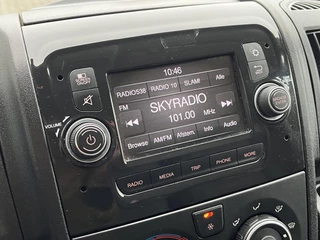 10:46
RADIO538 RADIO 10 SLAM! Alle
FM
SKYRADIO
101.00 MHz
Browse AM/FM Afstem. Info Audio
VOLUME
RADIO MEDIA TRIP PHONE MORE